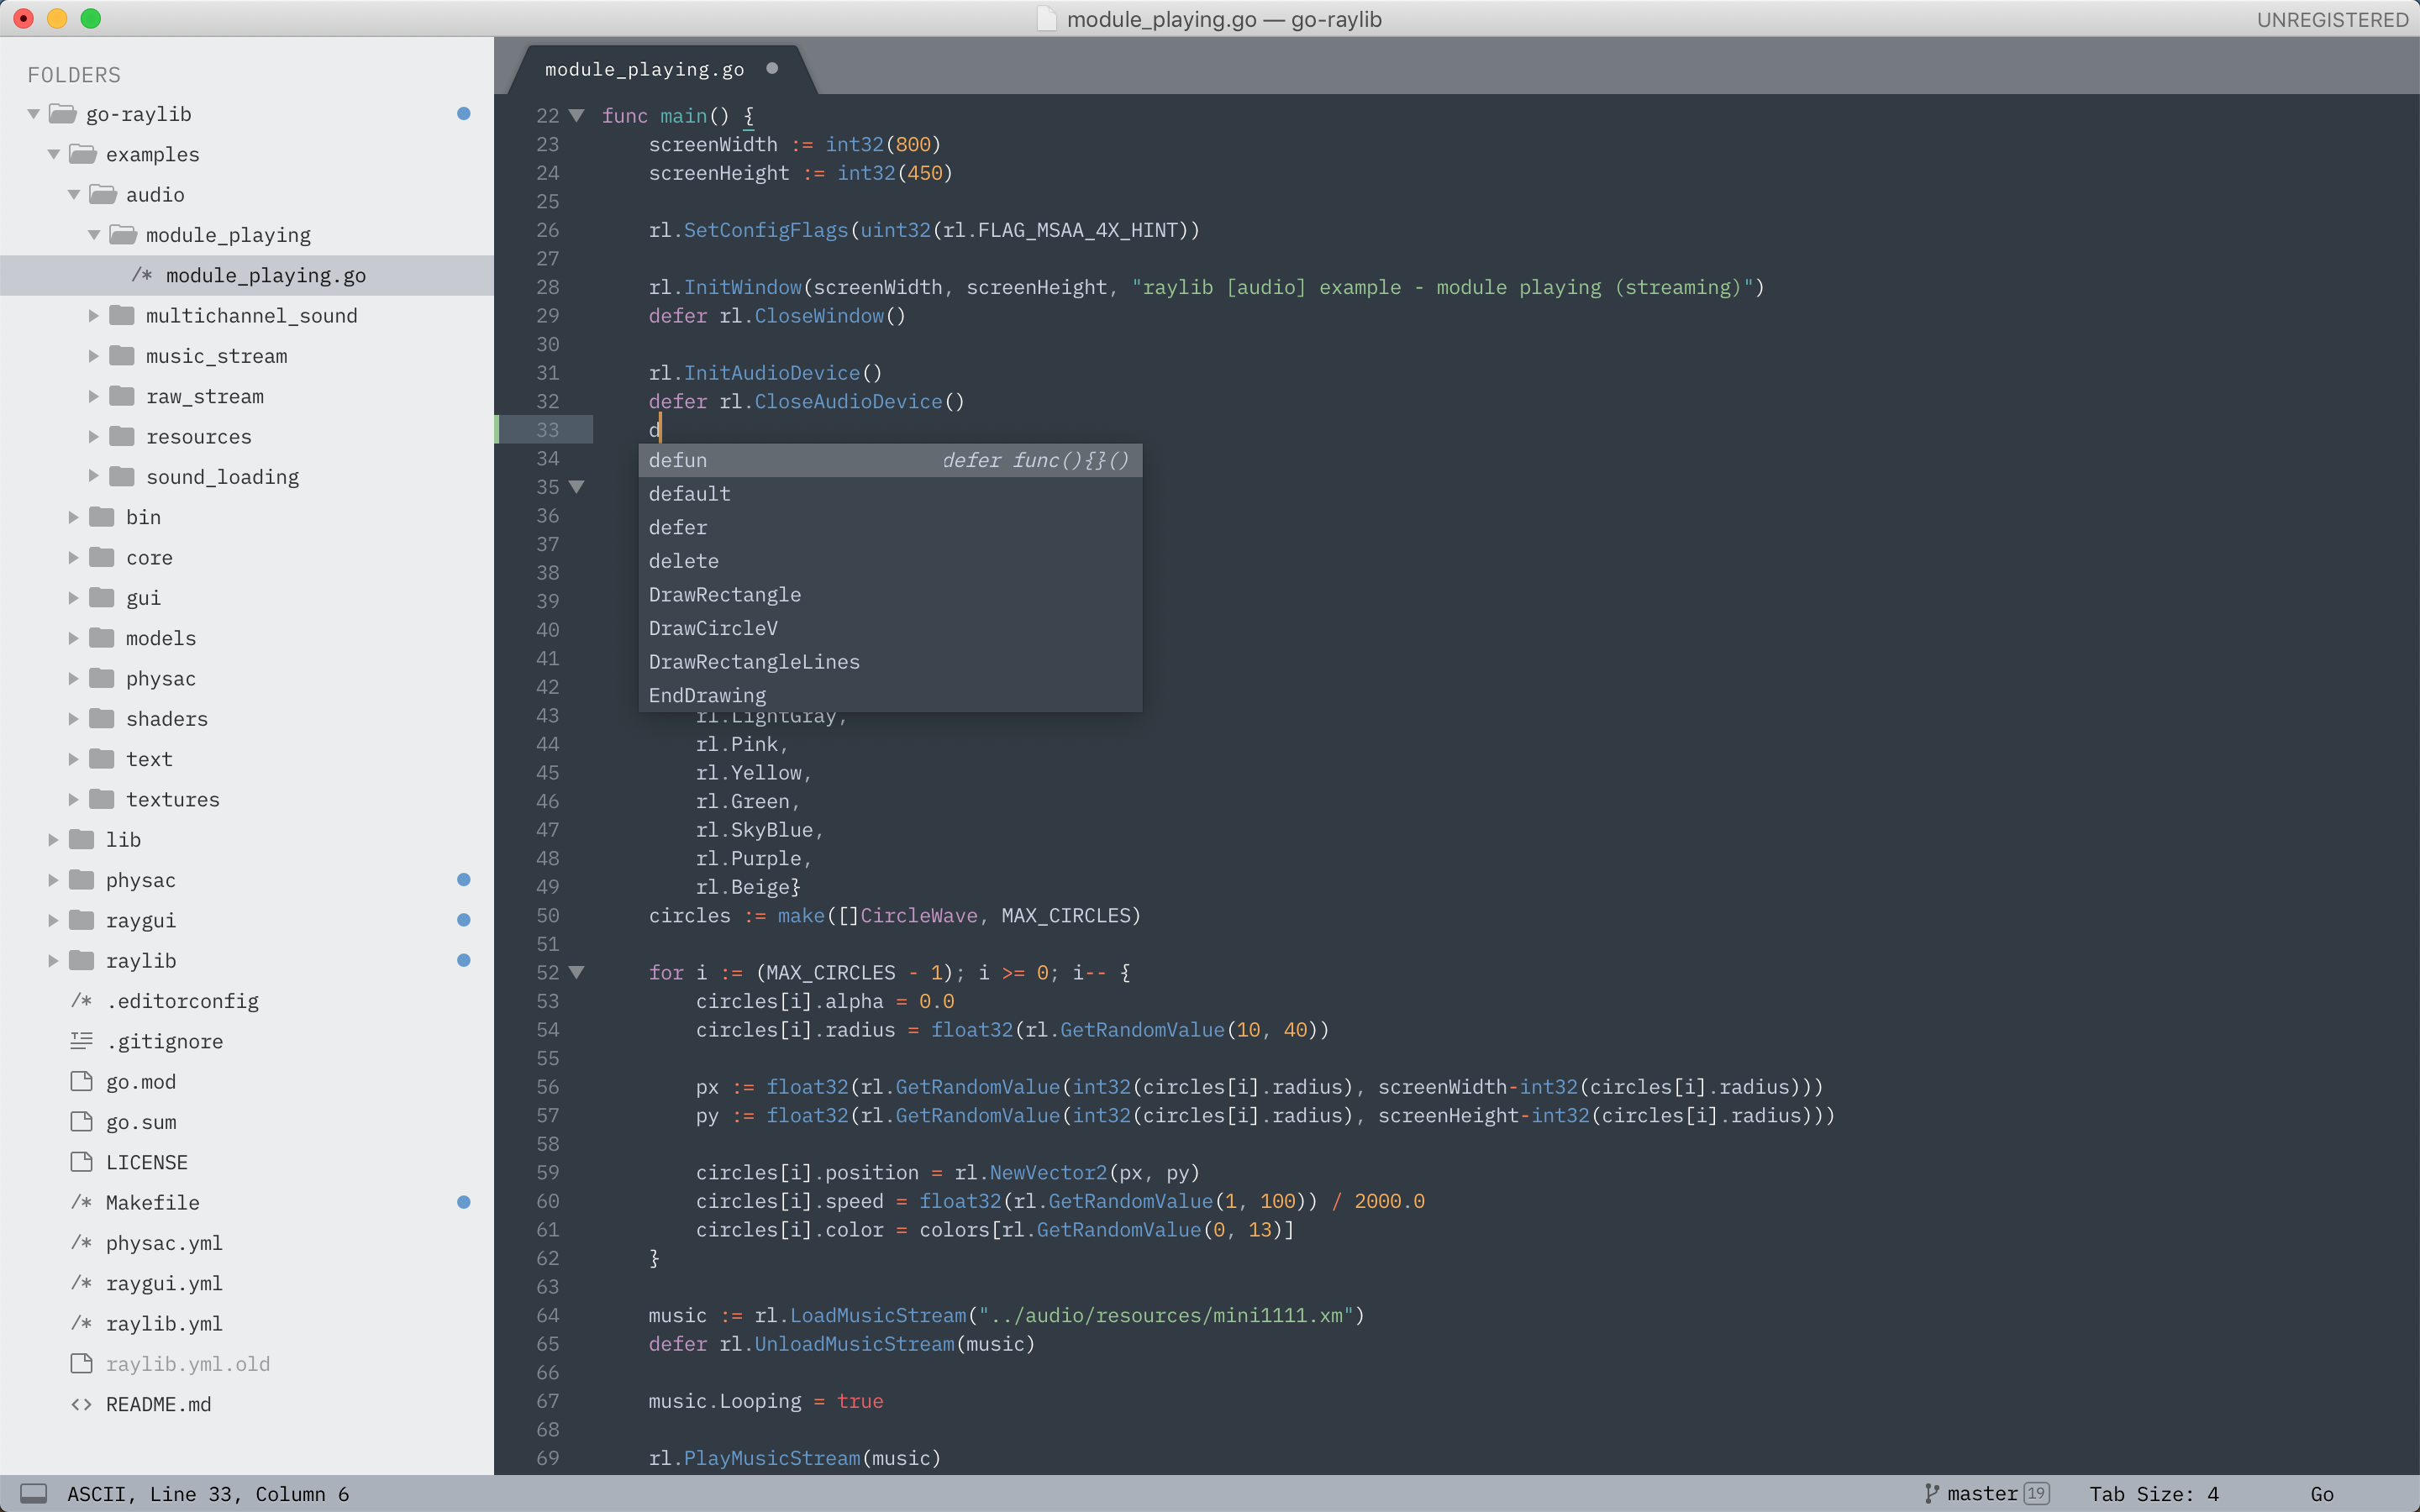 module_playing.go — go-raylib
UNREGISTERED
FOLDERS
go-raylib
examples
audio
module_playing
/* module_playing.go
multichannel_sound
music_stream
raw_stream
resources
sound_loading
bin
core
gui
models
physac
shaders
text
textures
lib
physac
raygui
raylib
/* .editorconfig
.gitignore
go.mod
go.sum
LICENSE
/* Makefile
/* physac.yml
/* raygui.yml
/* raylib.yml
raylib.yml.old
<> README.md
module_playing.go
22 func main() {
23 screenWidth := int32(800)
24 screenHeight := int32(450)
25
26 rl.SetConfigFlags(uint32(rl.FLAG_MSAA_4X_HINT))
27
28 rl.InitWindow(screenWidth, screenHeight, "raylib [audio] example - module playing (streaming)")
29 defer rl.CloseWindow()
30
31 rl.InitAudioDevice()
32 defer rl.CloseAudioDevice()
33 d
34
35
36
37
38
39
40
41
42
defun defer func(){}()
default
defer
delete
DrawRectangle
DrawCircleV
DrawRectangleLines
EndDrawing
43 rl.LightGray,
44 rl.Pink,
45 rl.Yellow,
46 rl.Green,
47 rl.SkyBlue,
48 rl.Purple,
49 rl.Beige}
50 circles := make([]CircleWave, MAX_CIRCLES)
51
52 for i := (MAX_CIRCLES - 1); i >= 0; i-- {
53 circles[i].alpha = 0.0
54 circles[i].radius = float32(rl.GetRandomValue(10, 40))
55
56 px := float32(rl.GetRandomValue(int32(circles[i].radius), screenWidth-int32(circles[i].radius)))
57 py := float32(rl.GetRandomValue(int32(circles[i].radius), screenHeight-int32(circles[i].radius)))
58
59 circles[i].position = rl.NewVector2(px, py)
60 circles[i].speed = float32(rl.GetRandomValue(1, 100)) / 2000.0
61 circles[i].color = colors[rl.GetRandomValue(0, 13)]
62 }
63
64 music := rl.LoadMusicStream("../audio/resources/mini1111.xm")
65 defer rl.UnloadMusicStream(music)
66
67 music.Looping = true
68
69 rl.PlayMusicStream(music)
ASCII, Line 33, Column 6
master 19
Tab Size: 4
Go